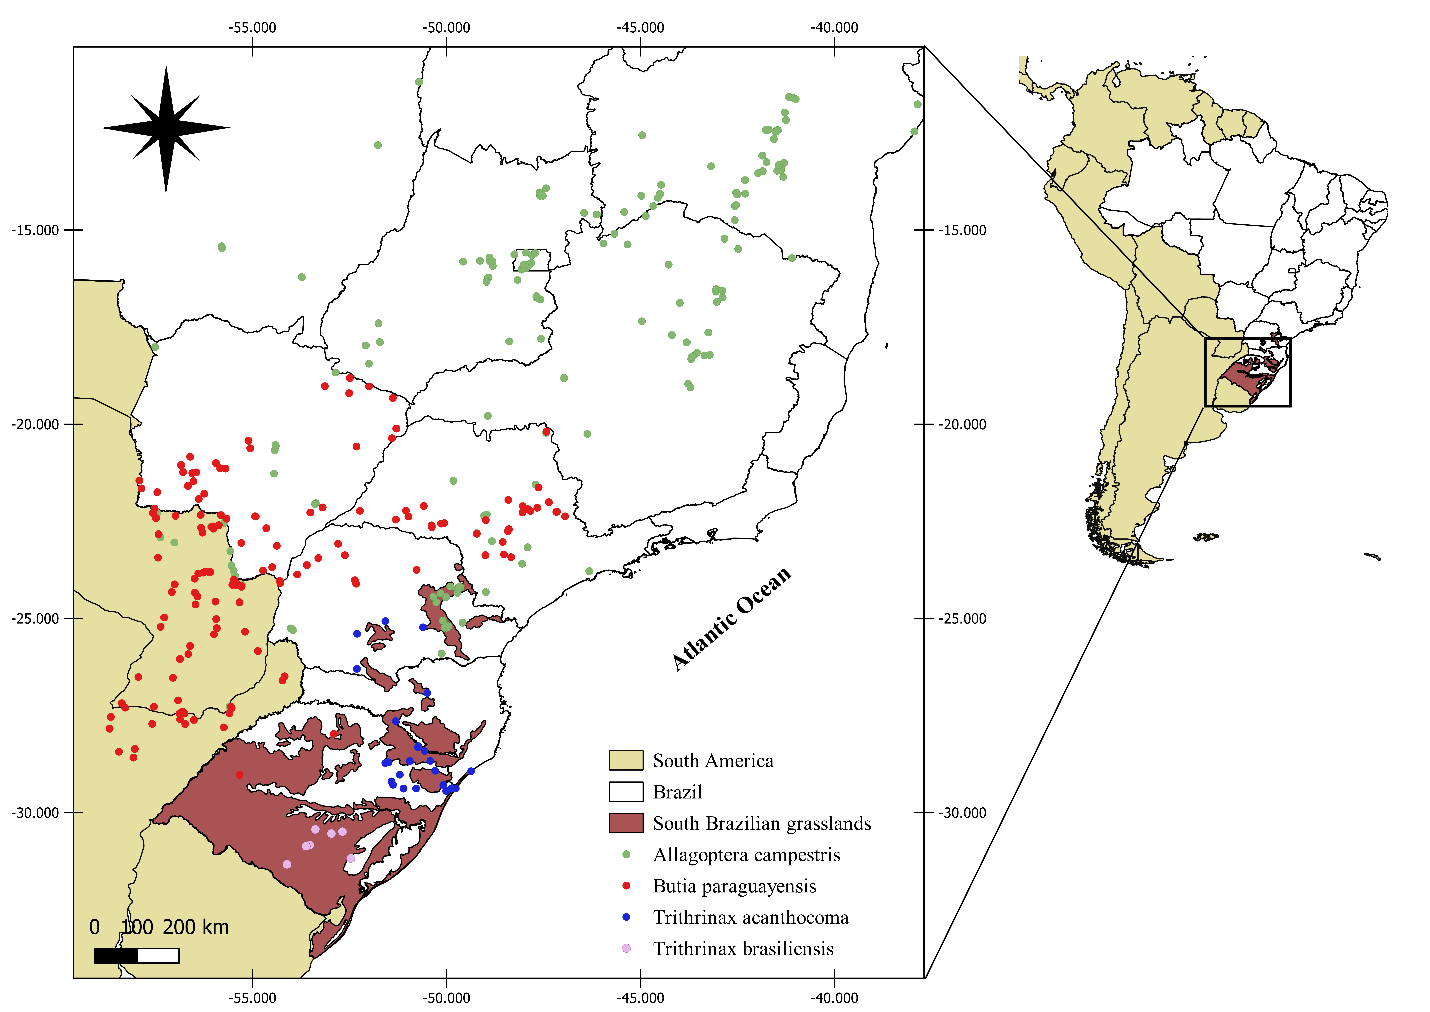 -55.000 -50.000 -45.000 -40.000
-15.000 -15.000
-20.000 -20.000
-25.000 -25.000
Atlantic Ocean
South America
Brazil
-30.000 -30.000
South Brazilian grasslands
Allagoptera campestris
Butia paraguayensis
Trithrinax acanthocoma
0 100 200 km
Trithrinax brasiliensis
-55.000 -50.000 -45.000 -40.000